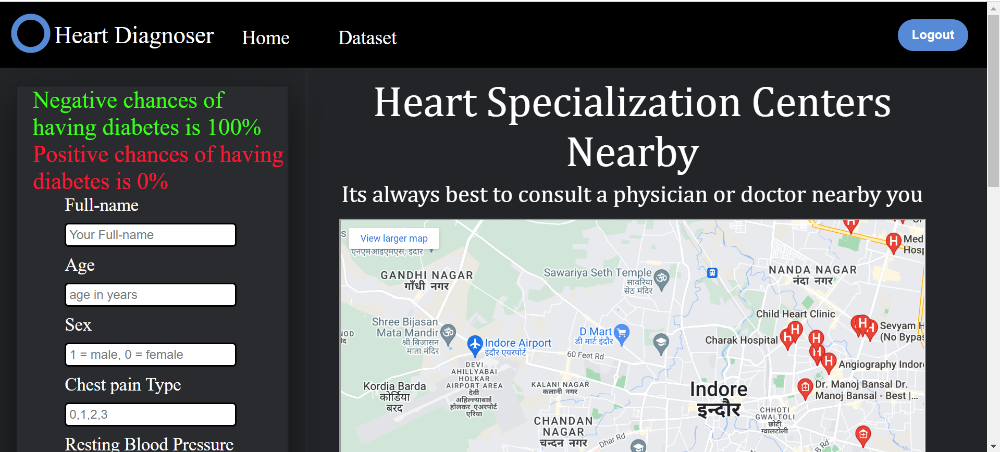 Heart Diagnoser
Home
Dataset
Logout
Negative chances of
having diabetes is 100%
Positive chances of having
diabetes is 0%
Full-name
Your Full-name
Age
age in years
Sex
1 = male, 0 = female
Chest pain Type
0,1,2,3
Resting Blood Pressure
Heart Specialization Centers
Nearby
Its always best to consult a physician or doctor nearby you
View larger map
एनएमआईएमएस, इंदौर
GANDHI NAGAR
गाँधी नगर
Sawariya Seth Temple
सावरिया
सेठ मंदिर
NANDA NAGAR
नंदा नगर
Med
Hosp
Shree Bijasan
Mata Mandir
श्री बिजासन
माता मंदिर
Indore Airport
इंदौर एयरपोर्ट
D Mart
डी मार्ट इंदौर
60 Feet Rd
Child Heart Clinic
Charak Hospital
Sevyam H
(No Bypas
Angiography Indor
Dr. Manoj Bansal Dr.
Manoj Bansal - Best |...
DEVI
AHILLYABAI
HOLKAR
AIRPORT AREA
देवी
अहिल्याबाई
होलकर एअरपोर्ट
एरिया
Kordia Barda
कोर्डिया
बरद
KALANI NAGAR
कलानी नगर
Indore
इन्दौर
CHHOTI
GWALTOLI
छोटी
ग्वालटोली
CHANDAN
NAGAR
चन्दन नगर
Dhar Rd
B Rd